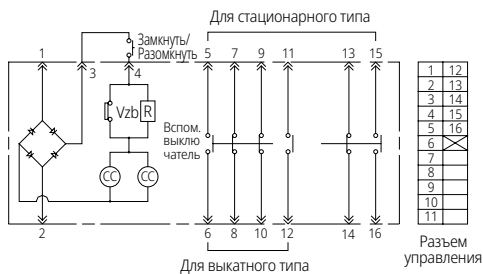 Для стационарного типа
Замкнуть/
Разомкнуть
1
3
4
5
7
9
11
13
15
Vzb
R
Вспом.
выклю
чатель
CC
CC
2
6
8
10
12
14
16
Для выкатного типа
1 12
2 13
3 14
4 15
5 16
6
7
8
9
10
11
Разъем
управления